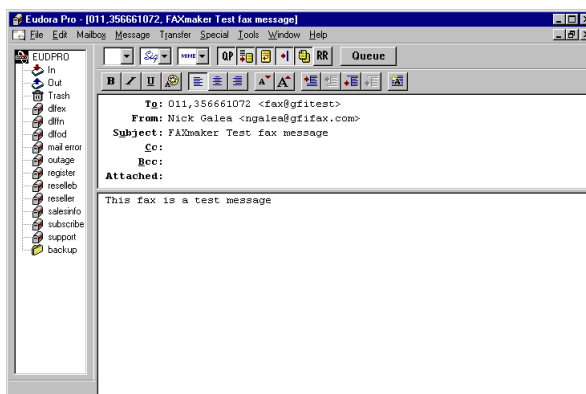 Eudora Pro - [011,356661072, FAXmaker Test fax message]
File Edit Mailbox Message Transfer Special Tools Window Help
Sig MIME QP RR Queue
B I U A A
EUDPRO
In
Out
Trash
dlfex
dlffn
dlfod
mail error
outage
register
reselleb
reseller
salesinfo
subscribe
support
backup
To: 011,356661072 <fax@gfitest>
From: Nick Galea <ngalea@gfifax.com>
Subject: FAXmaker Test fax message
Cc:
Bcc:
Attached:
This fax is a test message